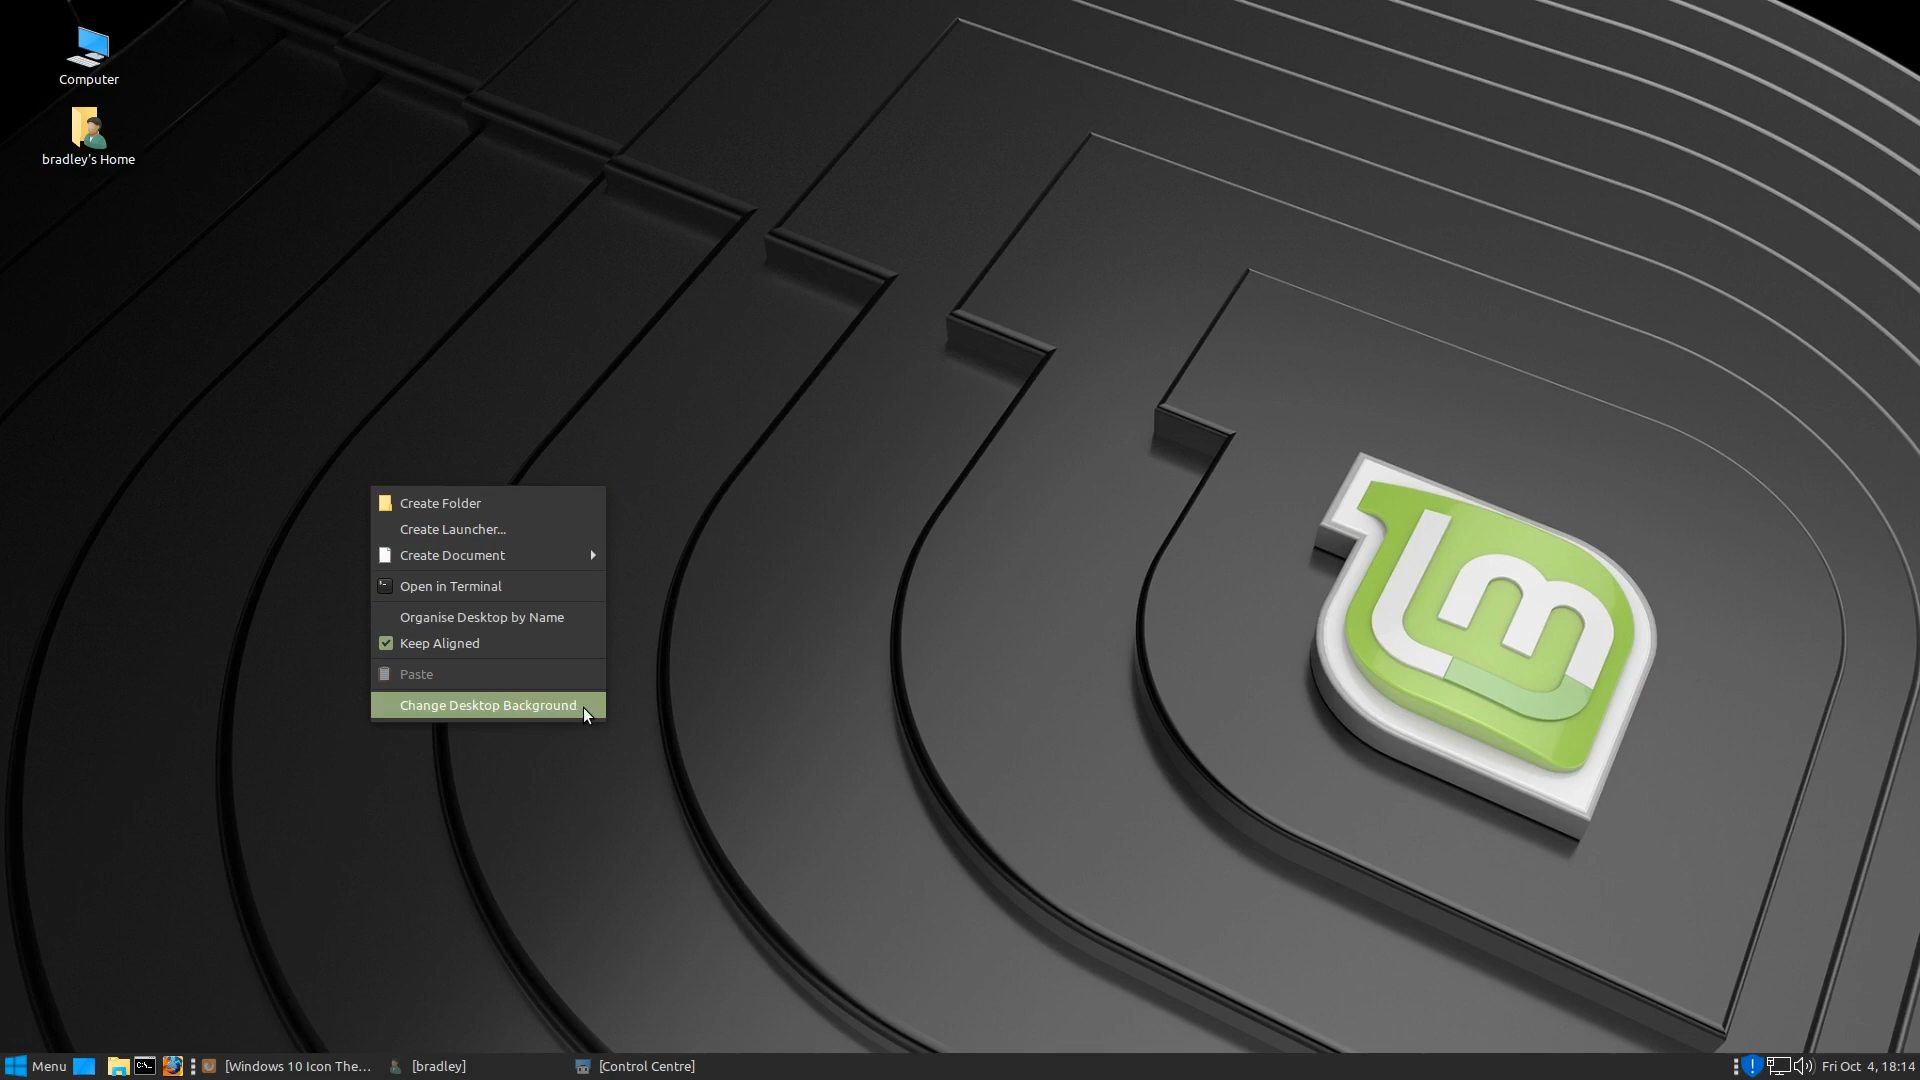 Computer
bradley's Home
Create Folder
Create Launcher...
Create Document
Open in Terminal
Organise Desktop by Name
Keep Aligned
Paste
Change Desktop Background
Menu
[Windows 10 Icon The...
[bradley]
[Control Centre]
Fri Oct 4, 18:14